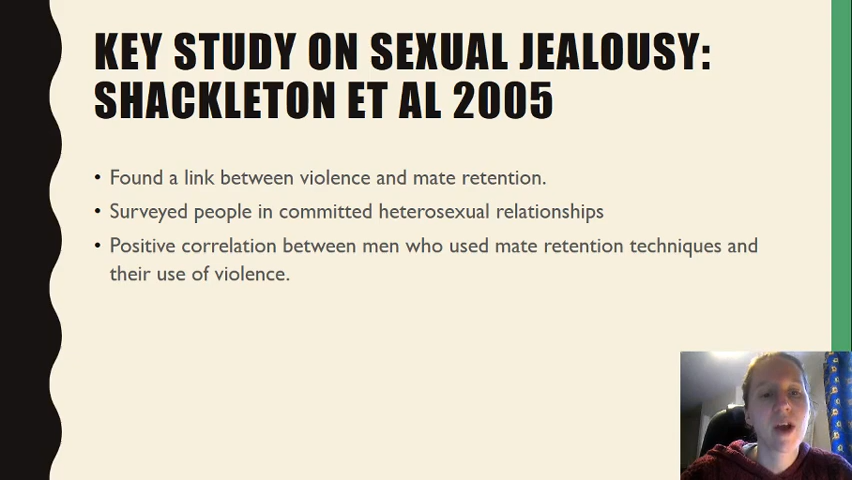 KEY STUDY ON SEXUAL JEALOUSY:
SHACKLETON ET AL 2005
• Found a link between violence and mate retention.
• Surveyed people in committed heterosexual relationships
• Positive correlation between men who used mate retention techniques and
their use of violence.